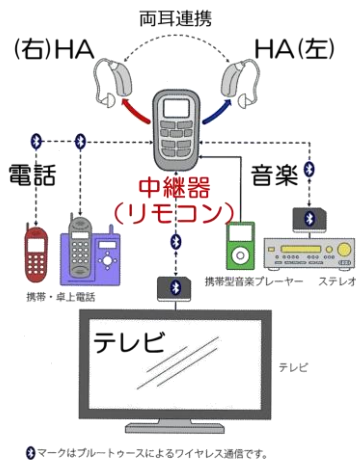 両耳連携
(右)HA
HA(左)
電話
中継器
(リモコン)
音楽
携帯・卓上電話
携帯型音楽プレーヤー
ステレオ
テレビ
テレビ
マークはブルートゥースによるワイヤレス通信です。